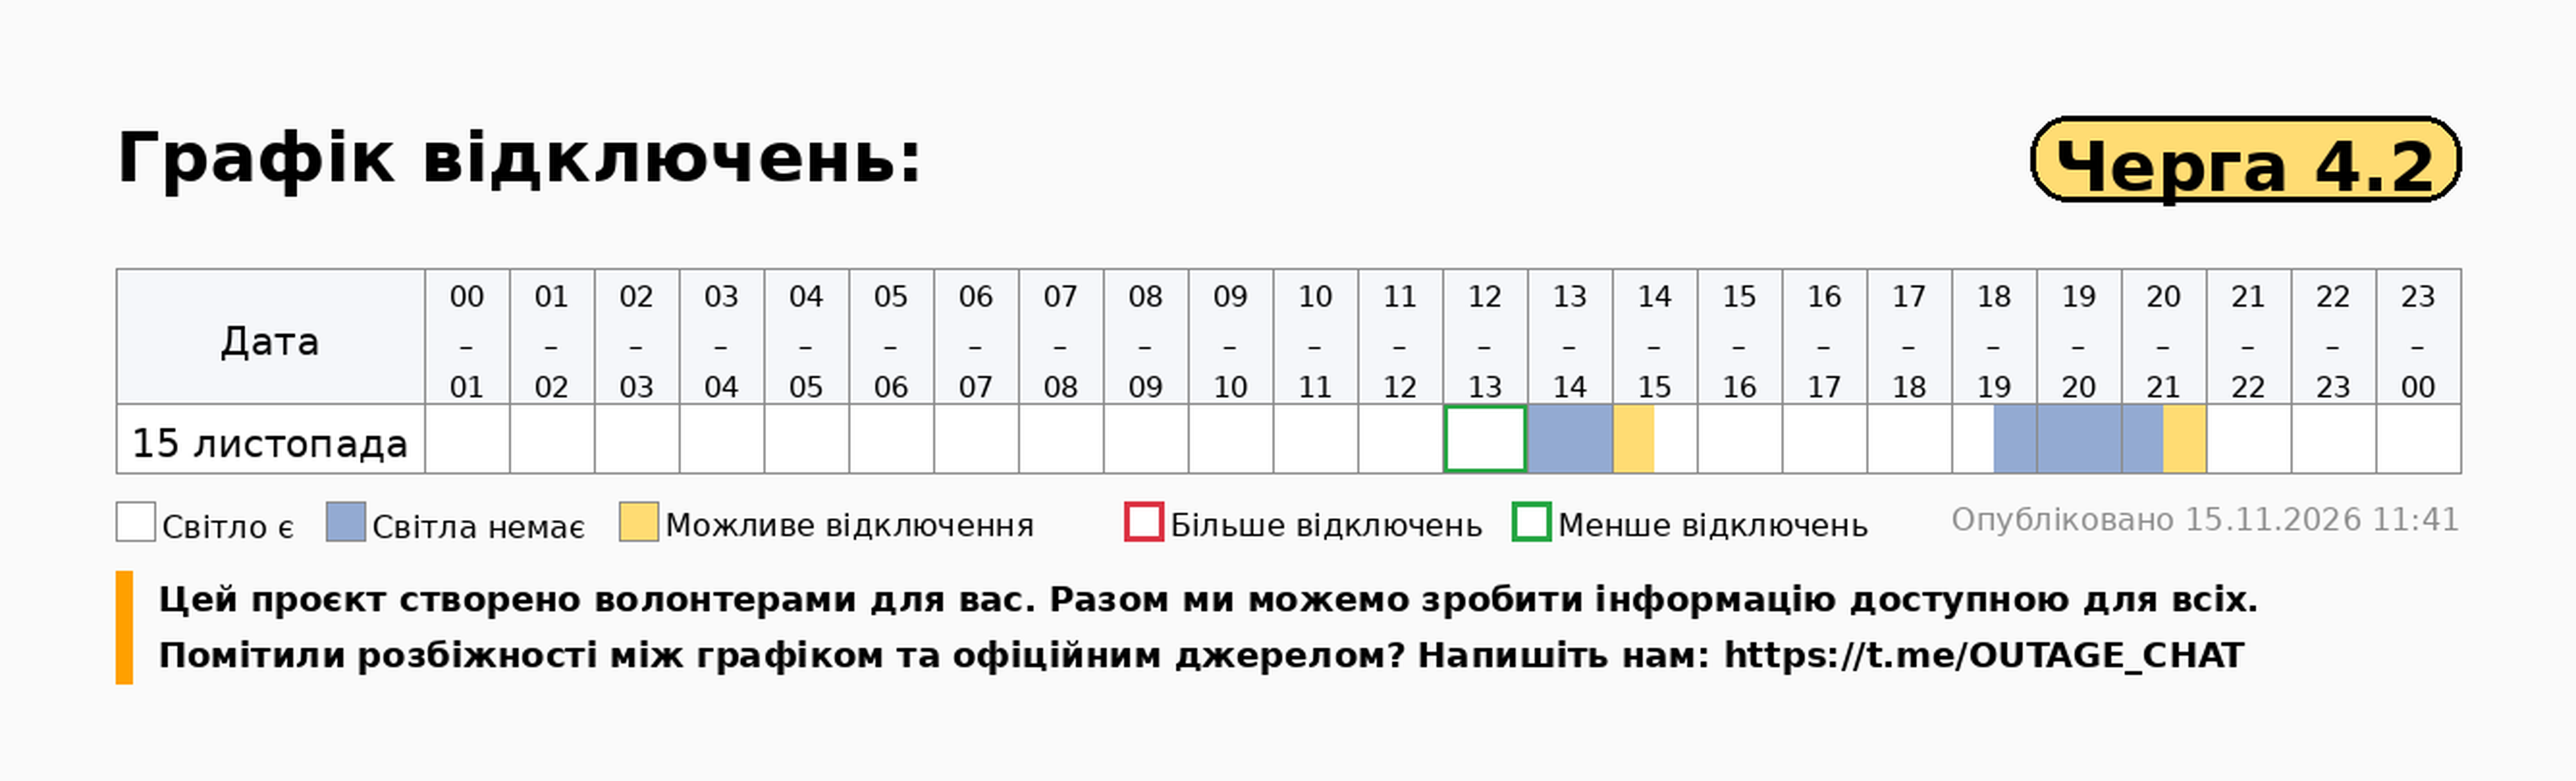 Графік відключень:
Черга 4.2
Дата
00 – 01
01 – 02
02 – 03
03 – 04
04 – 05
05 – 06
06 – 07
07 – 08
08 – 09
09 – 10
10 – 11
11 – 12
12 – 13
13 – 14
14 – 15
15 – 16
16 – 17
17 – 18
18 – 19
19 – 20
20 – 21
21 – 22
22 – 23
23 – 00
15 листопада
Світло є
Світла немає
Можливе відключення
Більше відключень
Менше відключень
Опубліковано 15.11.2026 11:41
Цей проєкт створено волонтерами для вас. Разом ми можемо зробити інформацію доступною для всіх.
Помітили розбіжності між графіком та офіційним джерелом? Напишіть нам: https://t.me/OUTAGE_CHAT